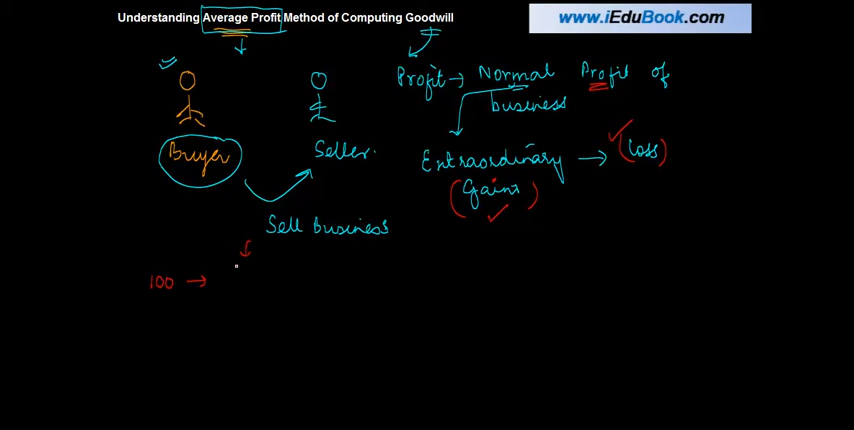 Understanding Average Profit Method of Computing Goodwill
www.iEduBook.com
Profit → Normal Profit of
business
Buyer
Seller.
Extraordinary → (Loss)
(Gains)
Sell business
100 →